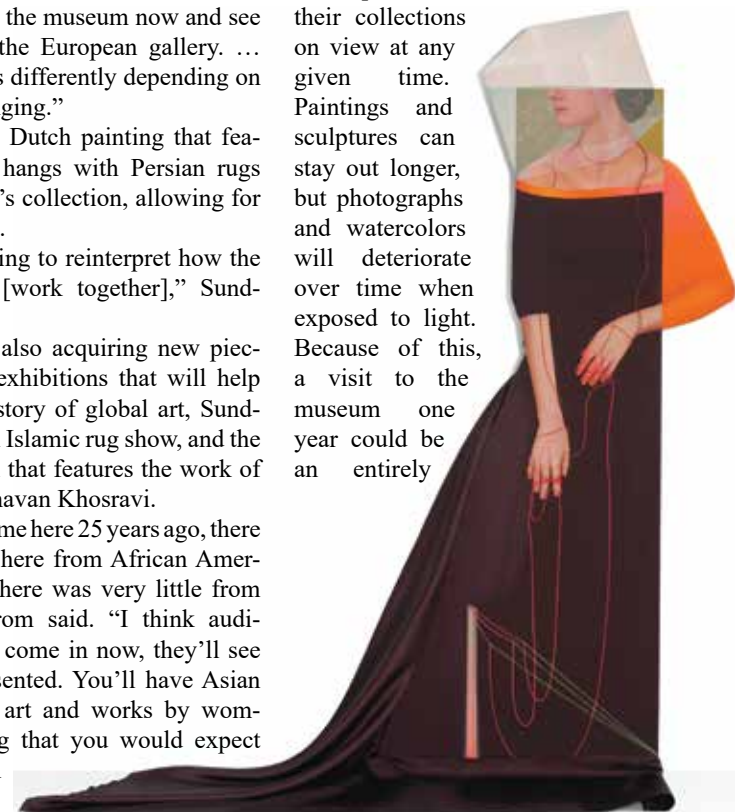 the museum now and see
the European gallery. …
s differently depending on
ging.”
Dutch painting that fea-
hangs with Persian rugs
’s collection, allowing for
.
ing to reinterpret how the
[work together],” Sund-
also acquiring new piec-
exhibitions that will help
story of global art, Sund-
Islamic rug show, and the
that features the work of
havan Khosravi.
me here 25 years ago, there
here from African Amer-
here was very little from
rom said. “I think audi-
come in now, they’ll see
sented. You’ll have Asian
art and works by wom-
g that you would expect
their collections
on view at any
given time.
Paintings and
sculptures can
stay out longer,
but photographs
and watercolors
will deteriorate
over time when
exposed to light.
Because of this,
a visit to the
museum one
year could be
an entirely